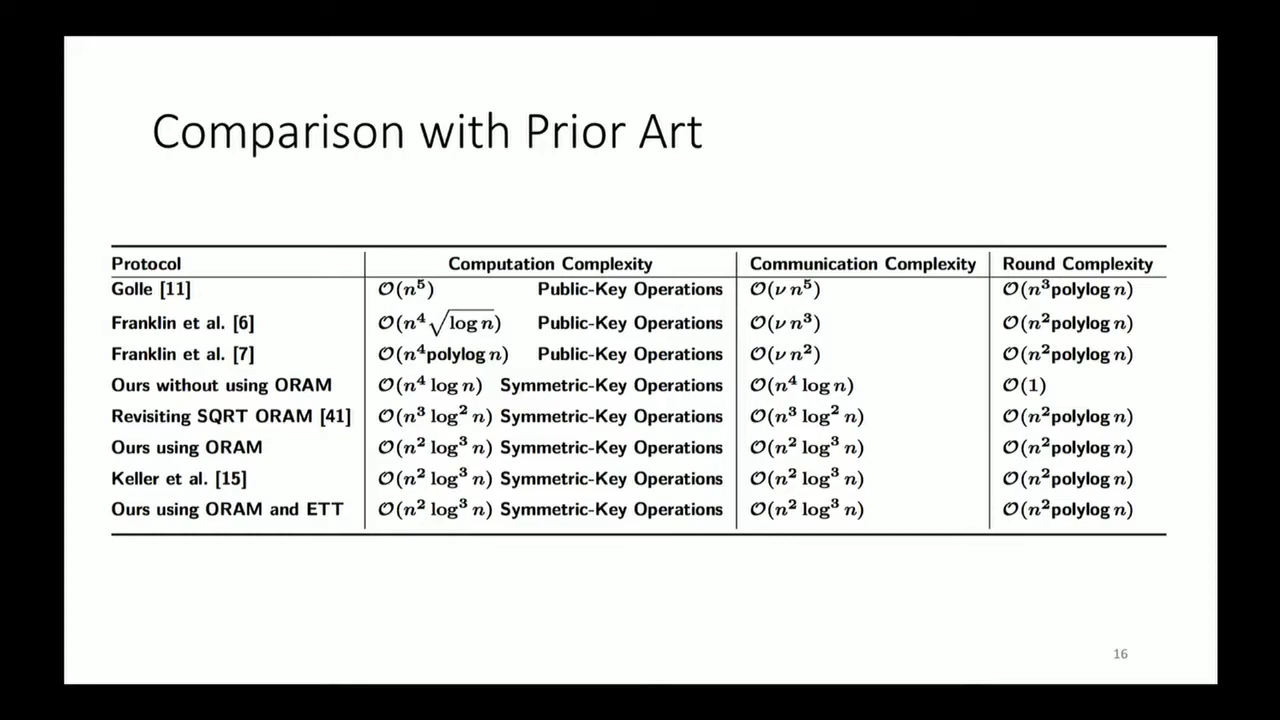 Comparison with Prior Art
Protocol Computation Complexity Communication Complexity Round Complexity
Golle [11] O(n⁵) Public-Key Operations O(ν n⁵) O(n³polylog n)
Franklin et al. [6] O(n⁴√log n) Public-Key Operations O(ν n³) O(n²polylog n)
Franklin et al. [7] O(n⁴polylog n) Public-Key Operations O(ν n²) O(n²polylog n)
Ours without using ORAM O(n⁴ log n) Symmetric-Key Operations O(n⁴ log n) O(1)
Revisiting SQRT ORAM [41] O(n³ log² n) Symmetric-Key Operations O(n³ log² n) O(n²polylog n)
Ours using ORAM O(n² log³ n) Symmetric-Key Operations O(n² log³ n) O(n²polylog n)
Keller et al. [15] O(n² log³ n) Symmetric-Key Operations O(n² log³ n) O(n²polylog n)
Ours using ORAM and ETT O(n² log³ n) Symmetric-Key Operations O(n² log³ n) O(n²polylog n)
16